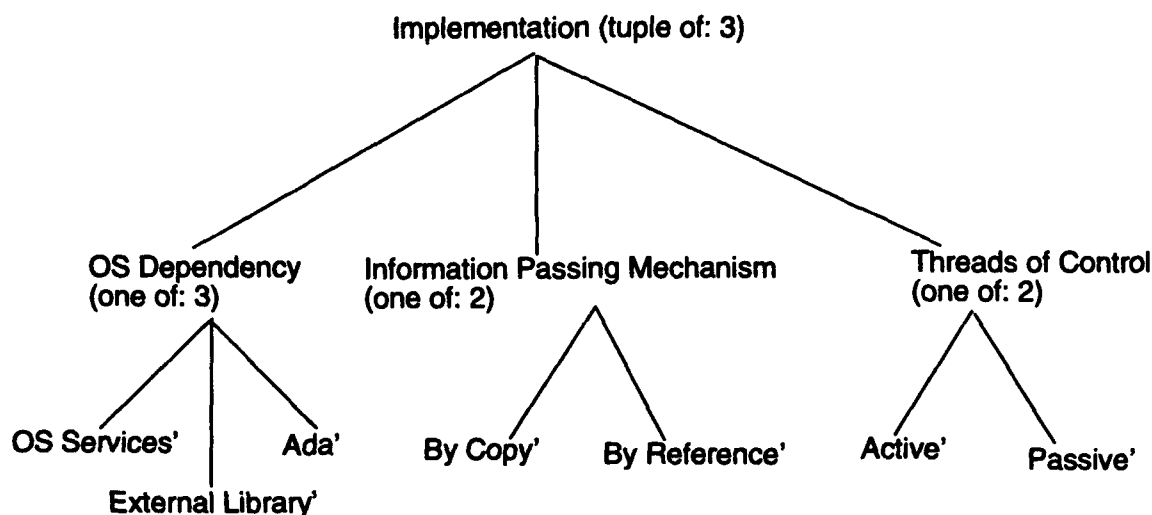 Implementation (tuple of: 3)
OS Dependency
(one of: 3)
Information Passing Mechanism
(one of: 2)
Threads of Control
(one of: 2)
OS Services'
External Library'
Ada'
By Copy'
By Reference'
Active'
Passive'